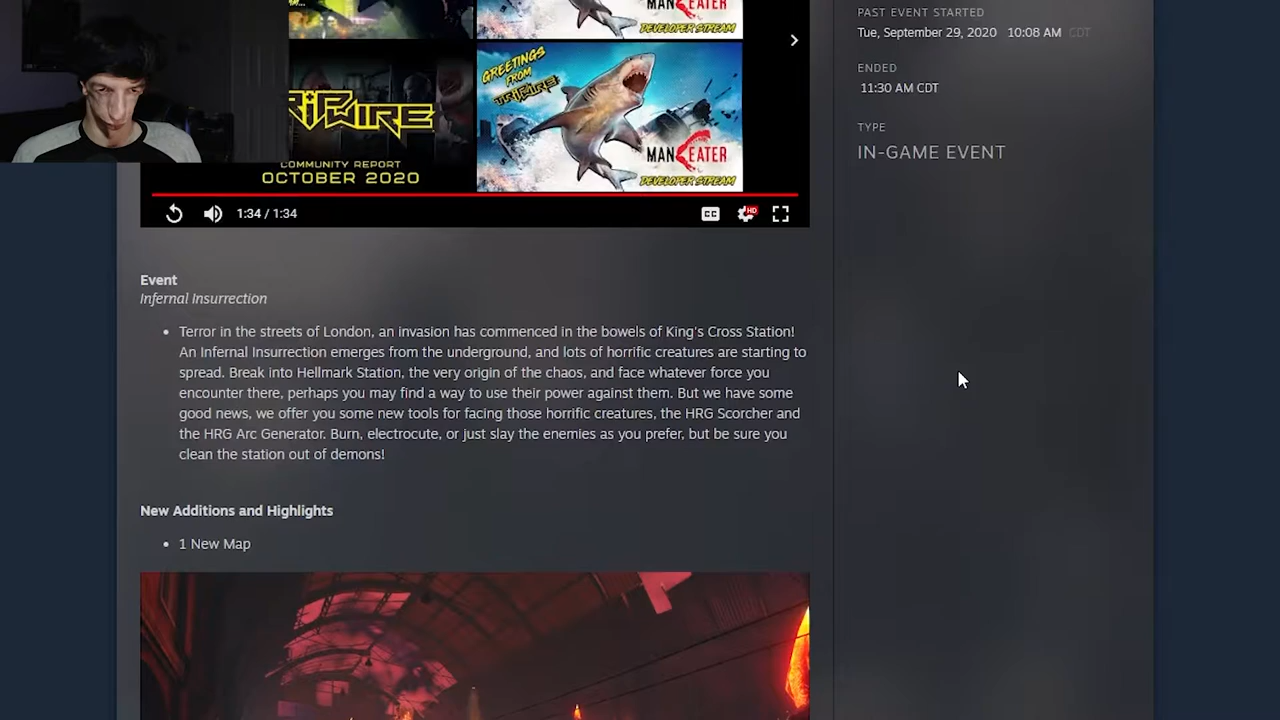 MANEATER
DEVELOPER STREAM
GREETINGS
FROM
TRIPWIRE
TRIPWIRE
COMMUNITY REPORT
OCTOBER 2020
MANEATER
DEVELOPER STREAM
1:34 / 1:34
CC
HD
PAST EVENT STARTED
Tue, September 29, 2020 10:08 AM CDT
ENDED
11:30 AM CDT
TYPE
IN-GAME EVENT
Event
Infernal Insurrection
• Terror in the streets of London, an invasion has commenced in the bowels of King's Cross Station!
An Infernal Insurrection emerges from the underground, and lots of horrific creatures are starting to
spread. Break into Hellmark Station, the very origin of the chaos, and face whatever force you
encounter there, perhaps you may find a way to use their power against them. But we have some
good news, we offer you some new tools for facing those horrific creatures, the HRG Scorcher and
the HRG Arc Generator. Burn, electrocute, or just slay the enemies as you prefer, but be sure you
clean the station out of demons!
New Additions and Highlights
• 1 New Map